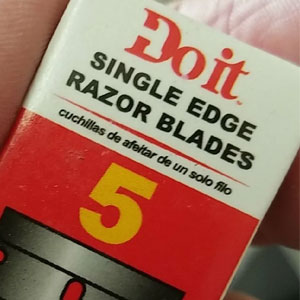 Do it
SINGLE EDGE
RAZOR BLADES
cuchillas de afeitar de un solo filo
5